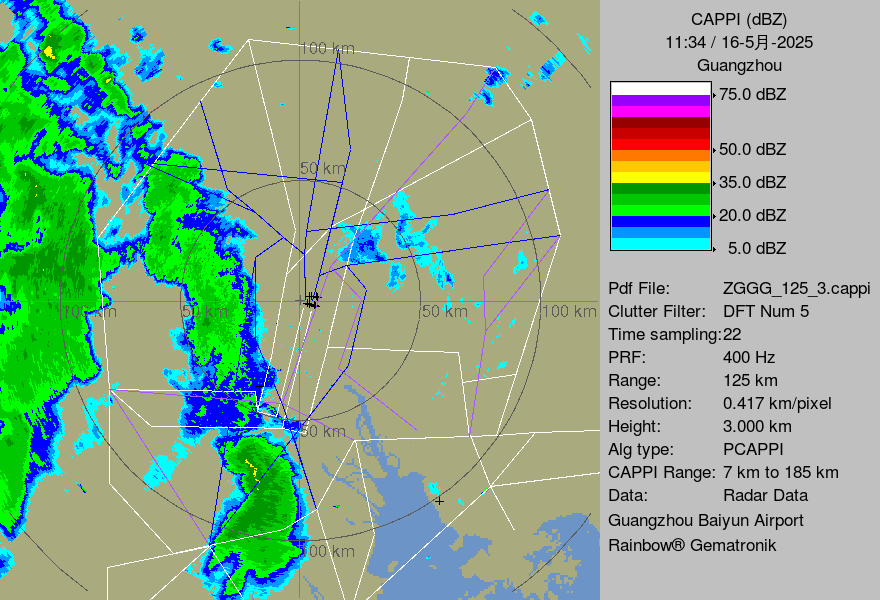 CAPPI (dBZ)
11:34 / 16-5月-2025
Guangzhou
75.0 dBZ
50.0 dBZ
35.0 dBZ
20.0 dBZ
5.0 dBZ
Pdf File: ZGGG_125_3.cappi
Clutter Filter: DFT Num 5
Time sampling:22
PRF: 400 Hz
Range: 125 km
Resolution: 0.417 km/pixel
Height: 3.000 km
Alg type: PCAPPI
CAPPI Range: 7 km to 185 km
Data: Radar Data
Guangzhou Baiyun Airport
Rainbow® Gematronik
100 km
50 km
100 km
50 km
50 km
100 km
50 km
100 km